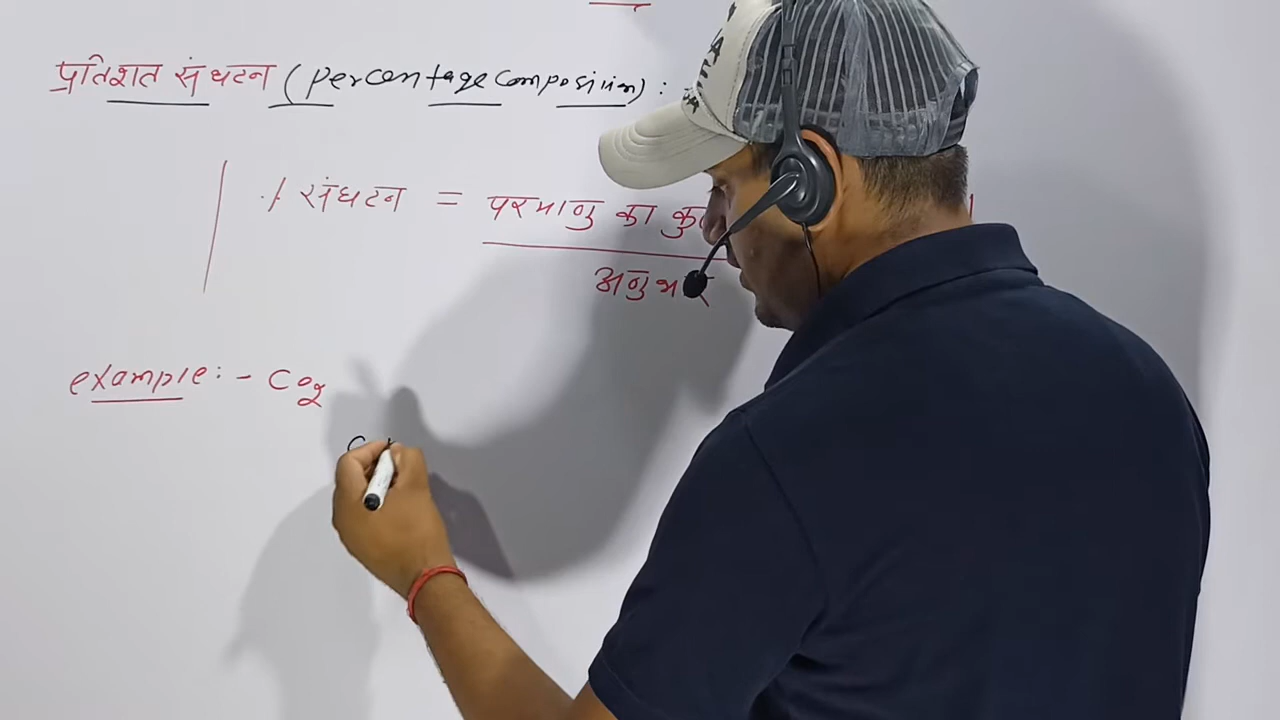 प्रतिशत संघटन (percentage composition) : -
% संघटन = परमाणु का
अनुभ
example: - CO2
C